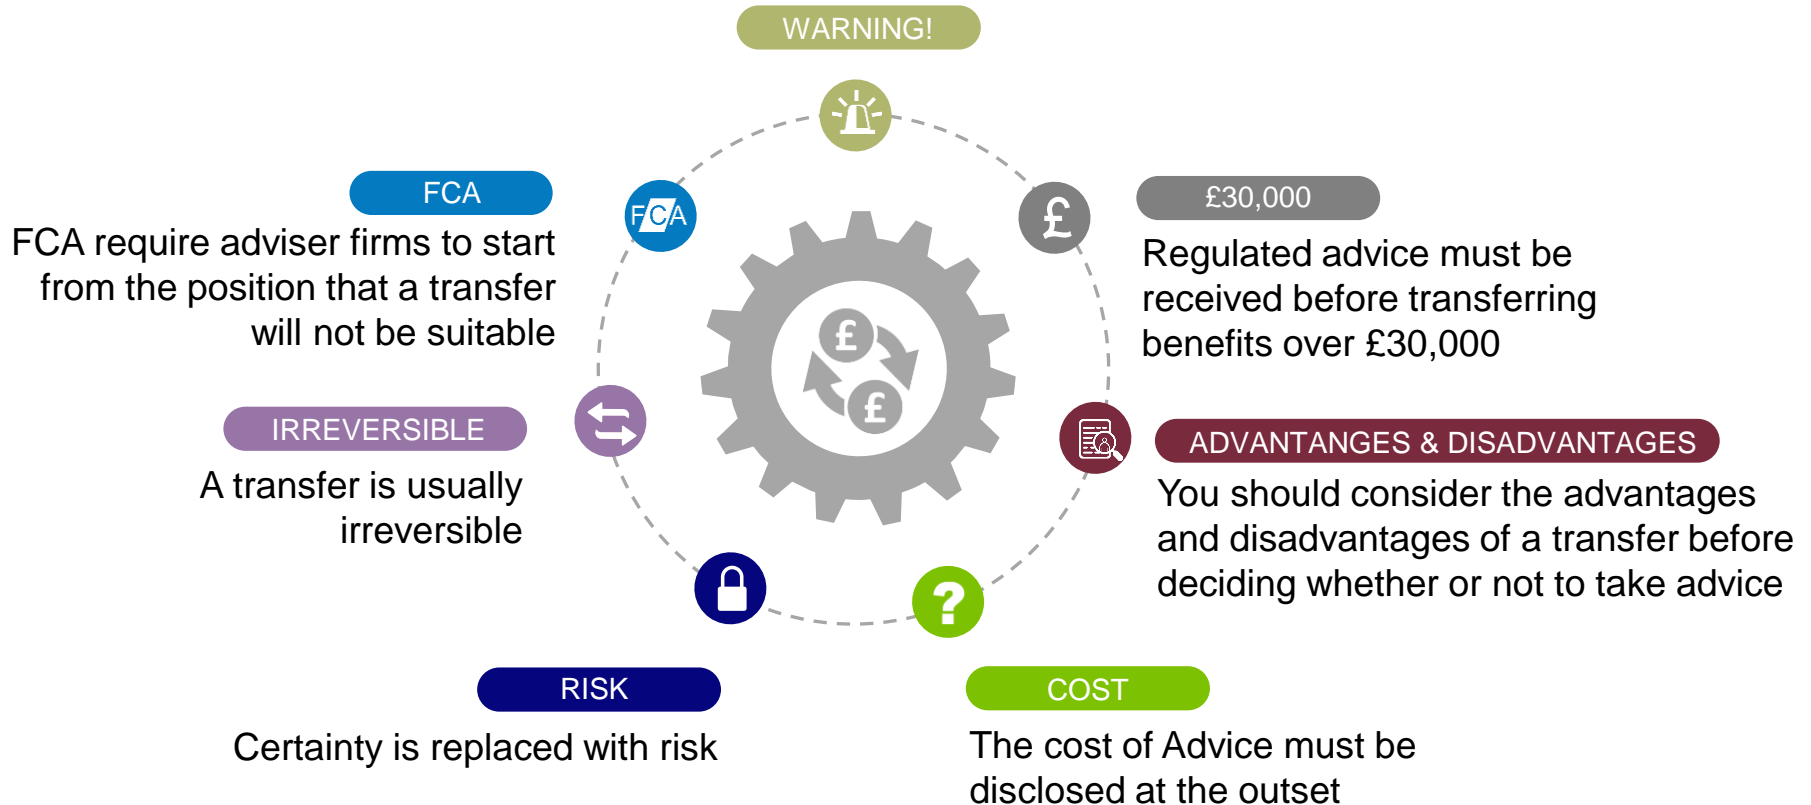 WARNING!
£30,000
Regulated advice must be
received before transferring
benefits over £30,000
ADVANTANGES & DISADVANTAGES
You should consider the advantages
and disadvantages of a transfer before
deciding whether or not to take advice
COST
The cost of Advice must be
disclosed at the outset
RISK
Certainty is replaced with risk
IRREVERSIBLE
A transfer is usually
irreversible
FCA
FCA require adviser firms to start
from the position that a transfer
will not be suitable
FCA
£
?
£
£